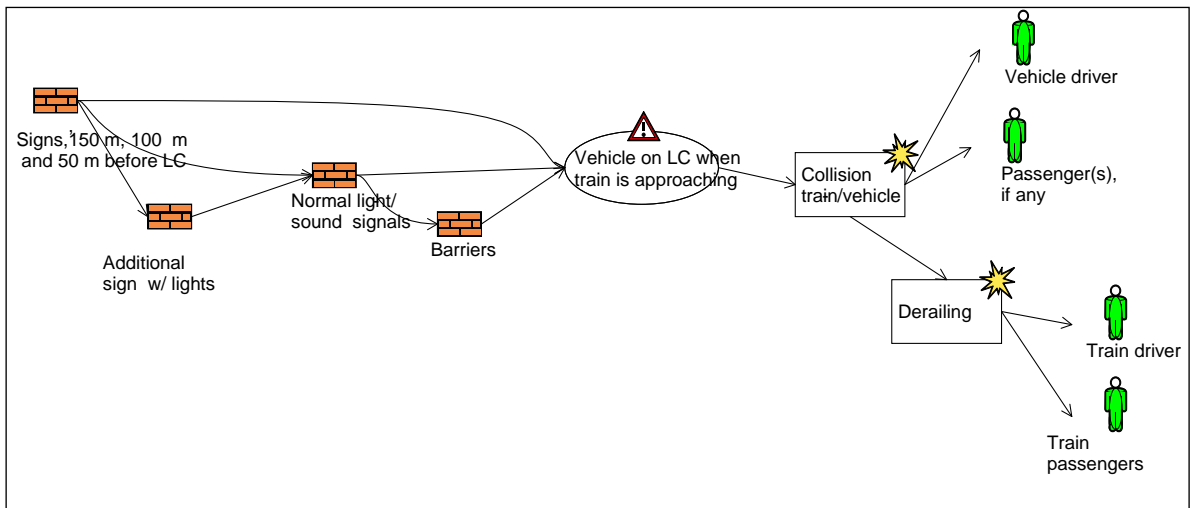 Signs, 150 m, 100 m
and 50 m before LC
Additional
sign w/ lights
Normal light/
sound signals
Barriers
Vehicle on LC when
train is approaching
Collision
train/vehicle
Vehicle driver
Passenger(s),
if any
Derailing
Train driver
Train
passengers